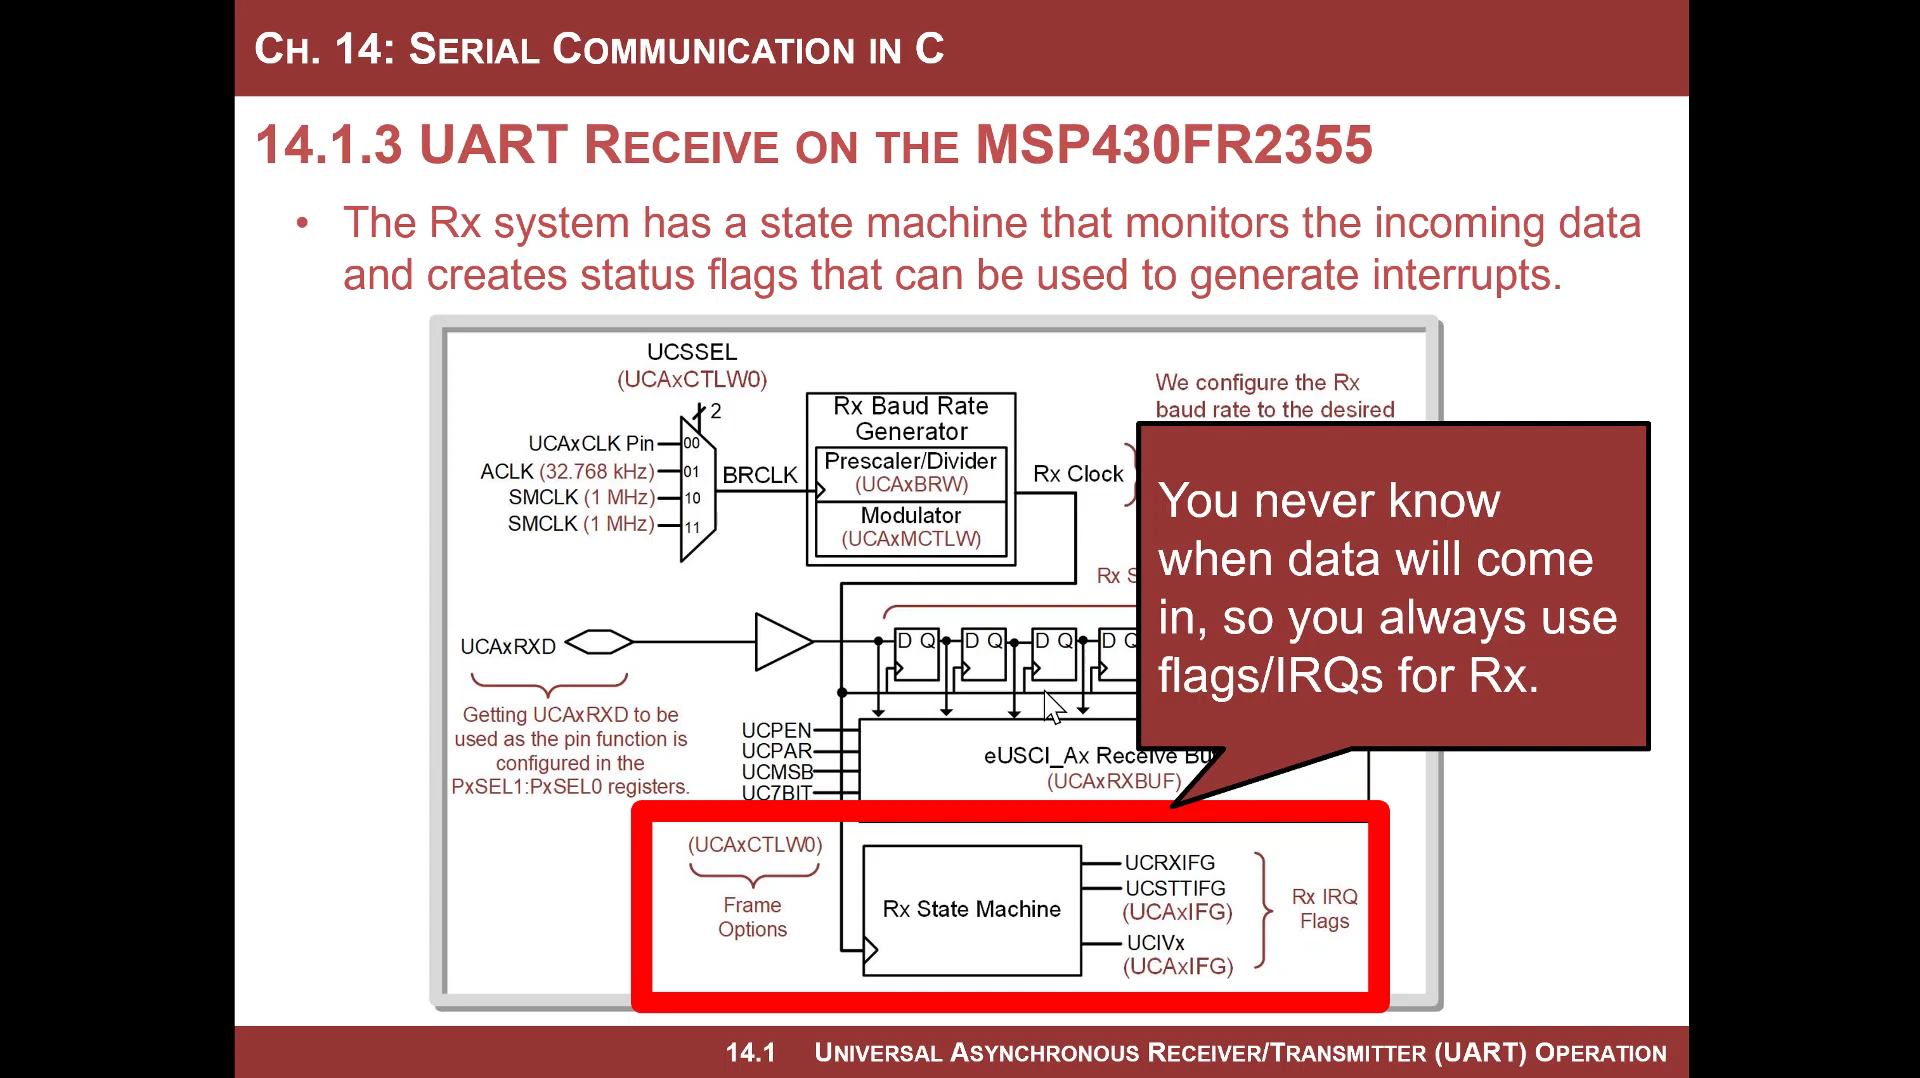 CH. 14: SERIAL COMMUNICATION IN C
14.1.3 UART RECEIVE ON THE MSP430FR2355
• The Rx system has a state machine that monitors the incoming data
and creates status flags that can be used to generate interrupts.
UCSSEL
(UCAxCTLW0)
2
UCAxCLK Pin
ACLK (32.768 kHz)
SMCLK (1 MHz)
SMCLK (1 MHz)
00
01
10
11
BRCLK
Rx Baud Rate
Generator
Prescaler/Divider
(UCAxBRW)
Modulator
(UCAxMCTLW)
Rx Clock
We configure the Rx
baud rate to the desired
Rx
You never know
when data will come
in, so you always use
flags/IRQs for Rx.
UCAxRXD
D Q
D Q
D Q
D Q
Getting UCAxRXD to be
used as the pin function is
configured in the
PxSEL1:PxSEL0 registers.
UCPEN
UCPAR
UCMSB
UC7BIT
eUSCI_Ax Receive
(UCAxRXBUF)
(UCAxCTLW0)
Frame
Options
Rx State Machine
UCRXIFG
UCSTTIFG
(UCAxIFG)
UCIVx
(UCAxIFG)
Rx IRQ
Flags
14.1 UNIVERSAL ASYNCHRONOUS RECEIVER/TRANSMITTER (UART) OPERATION